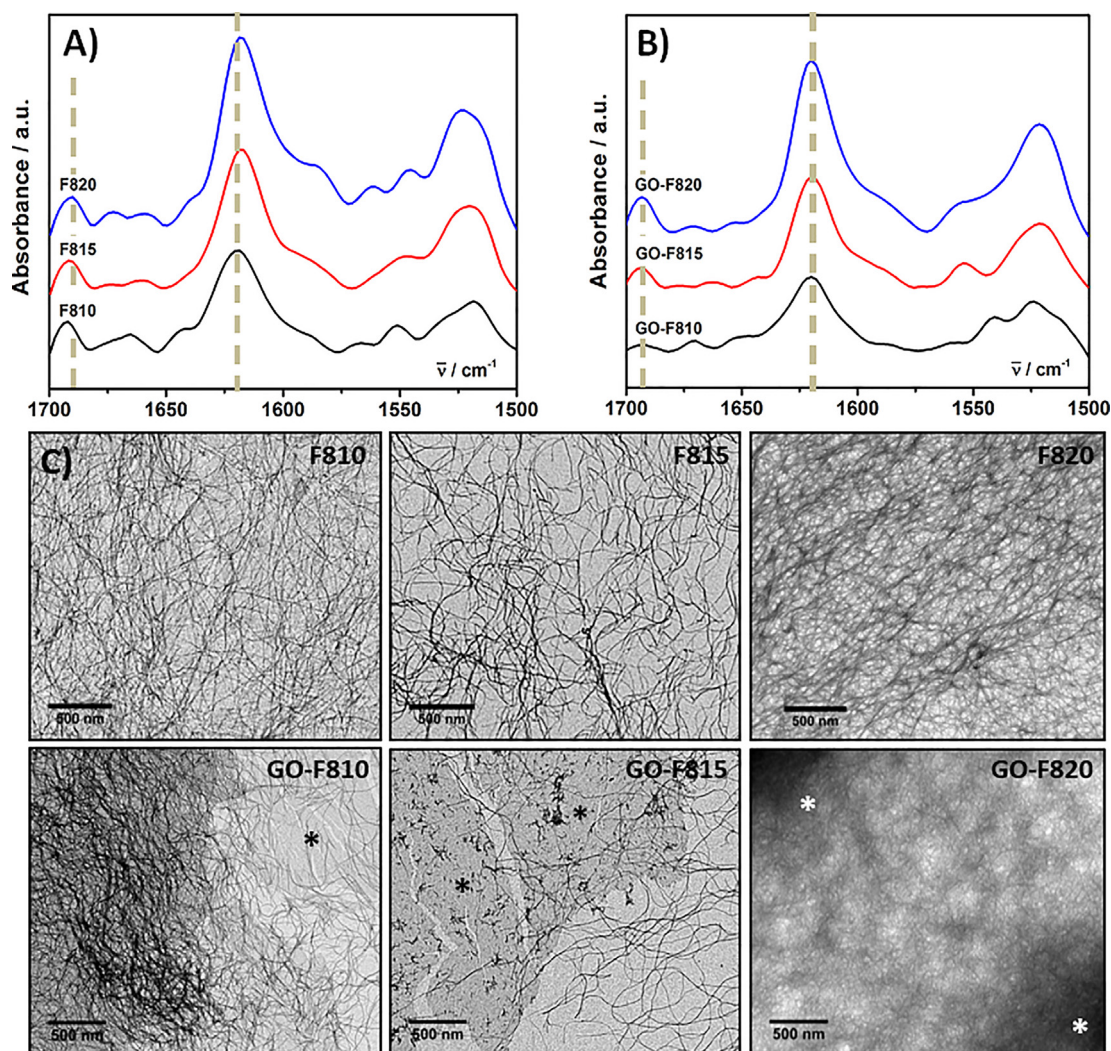 A)
Absorbance / a.u.
F820
F815
F810
ν̄ / cm⁻¹
1700 1650 1600 1550 1500
B)
Absorbance / a.u.
GO-F820
GO-F815
GO-F810
ν̄ / cm⁻¹
1700 1650 1600 1550 1500
C)
F810
500 nm
F815
500 nm
F820
500 nm
GO-F810
*
500 nm
GO-F815
*
*
500 nm
GO-F820
*
500 nm
*